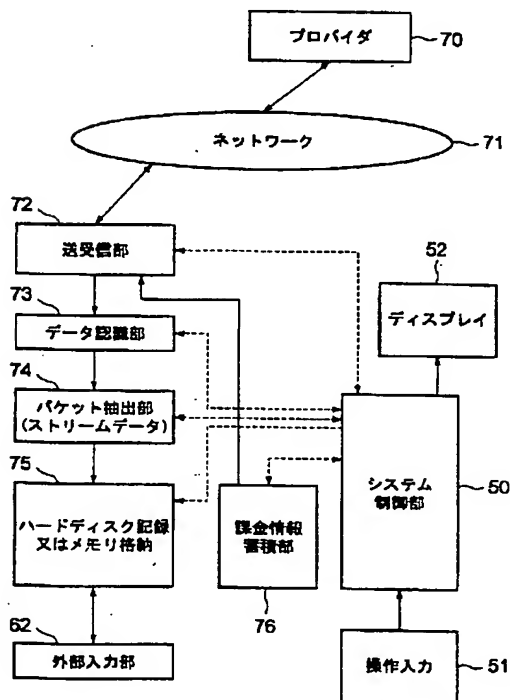 プロバイダ
70
ネットワーク
71
72
送受信部
52
ディスプレイ
73
データ認識部
74
パケット抽出部
(ストリームデータ)
75
ハードディスク記録
又はメモリ格納
課金情報
蓄積部
76
システム
制御部
50
62
外部入力部
操作入力
51